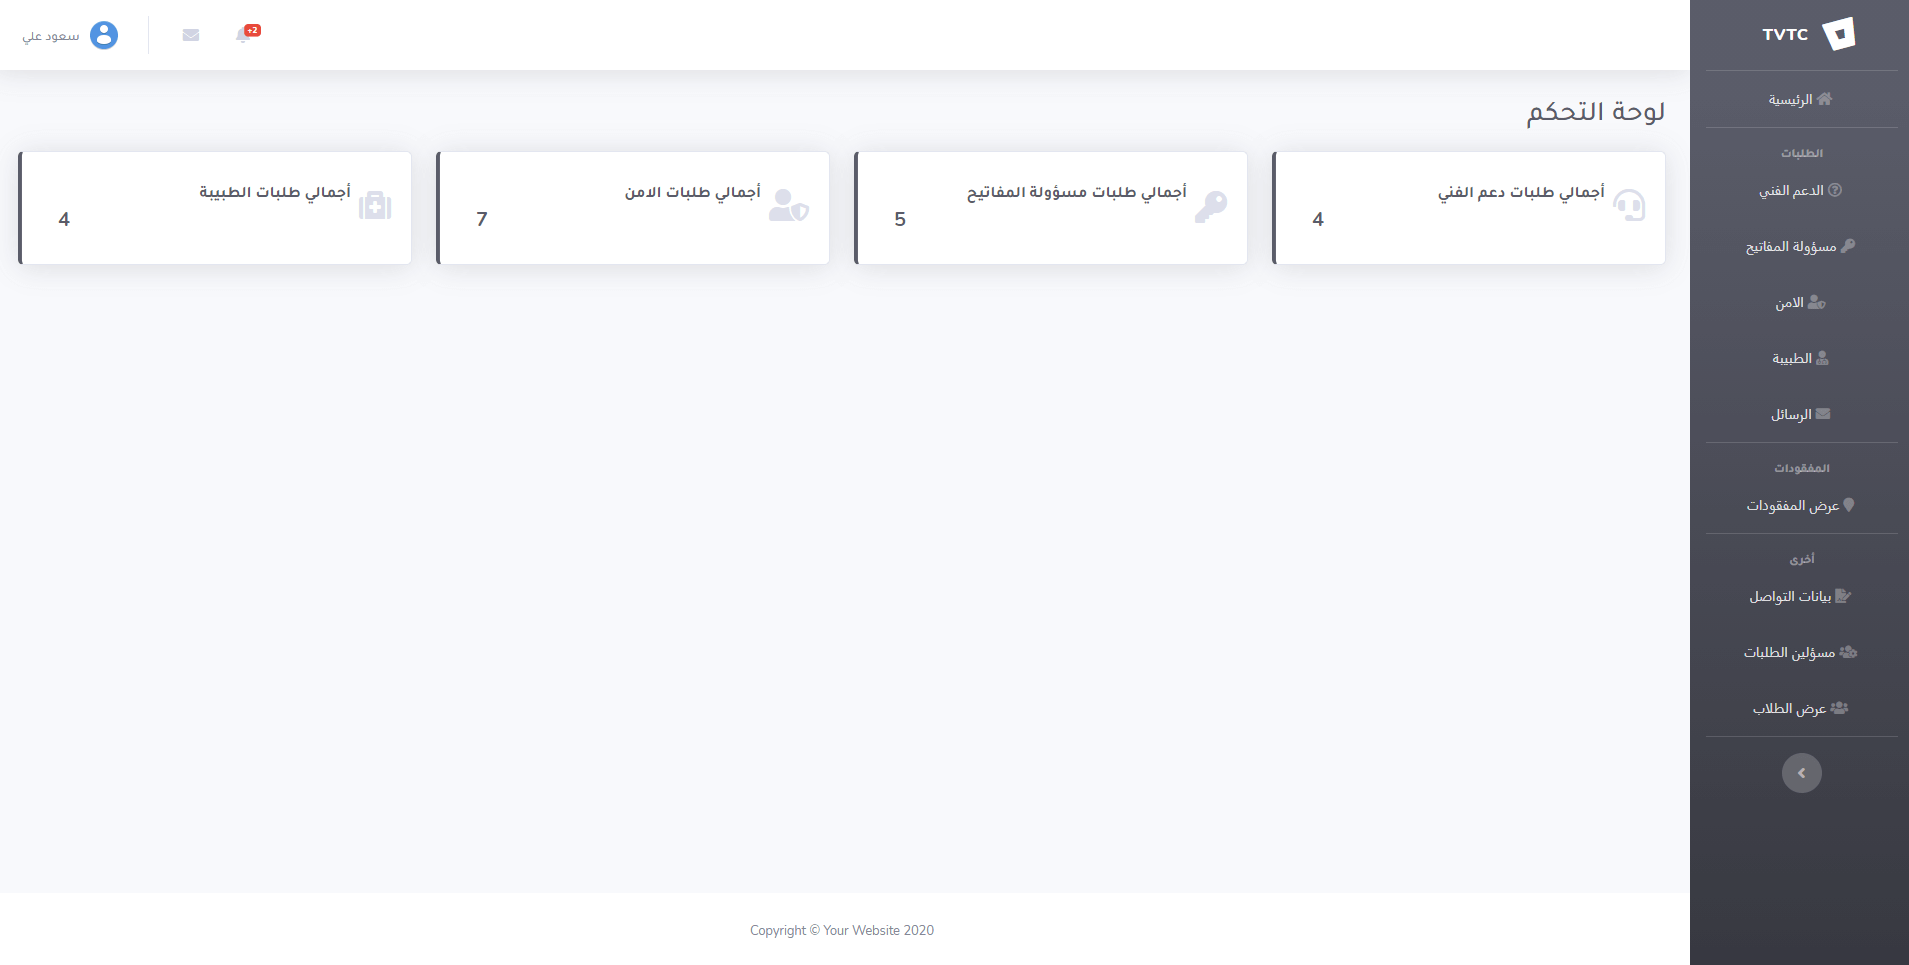 TVTC
الرئيسية
الطلبات
الدعم الفني
مسؤولة المفاتيح
الامن
الطبيبة
الرسائل
المفقودات
عرض المفقودات
أخرى
بيانات التواصل
مسؤلين الطلبات
عرض الطلاب
+2
سعود علي
لوحة التحكم
أجمالي طلبات دعم الفني
4
أجمالي طلبات مسؤولة المفاتيح
5
أجمالي طلبات الامن
7
أجمالي طلبات الطبيبة
4
Copyright © Your Website 2020